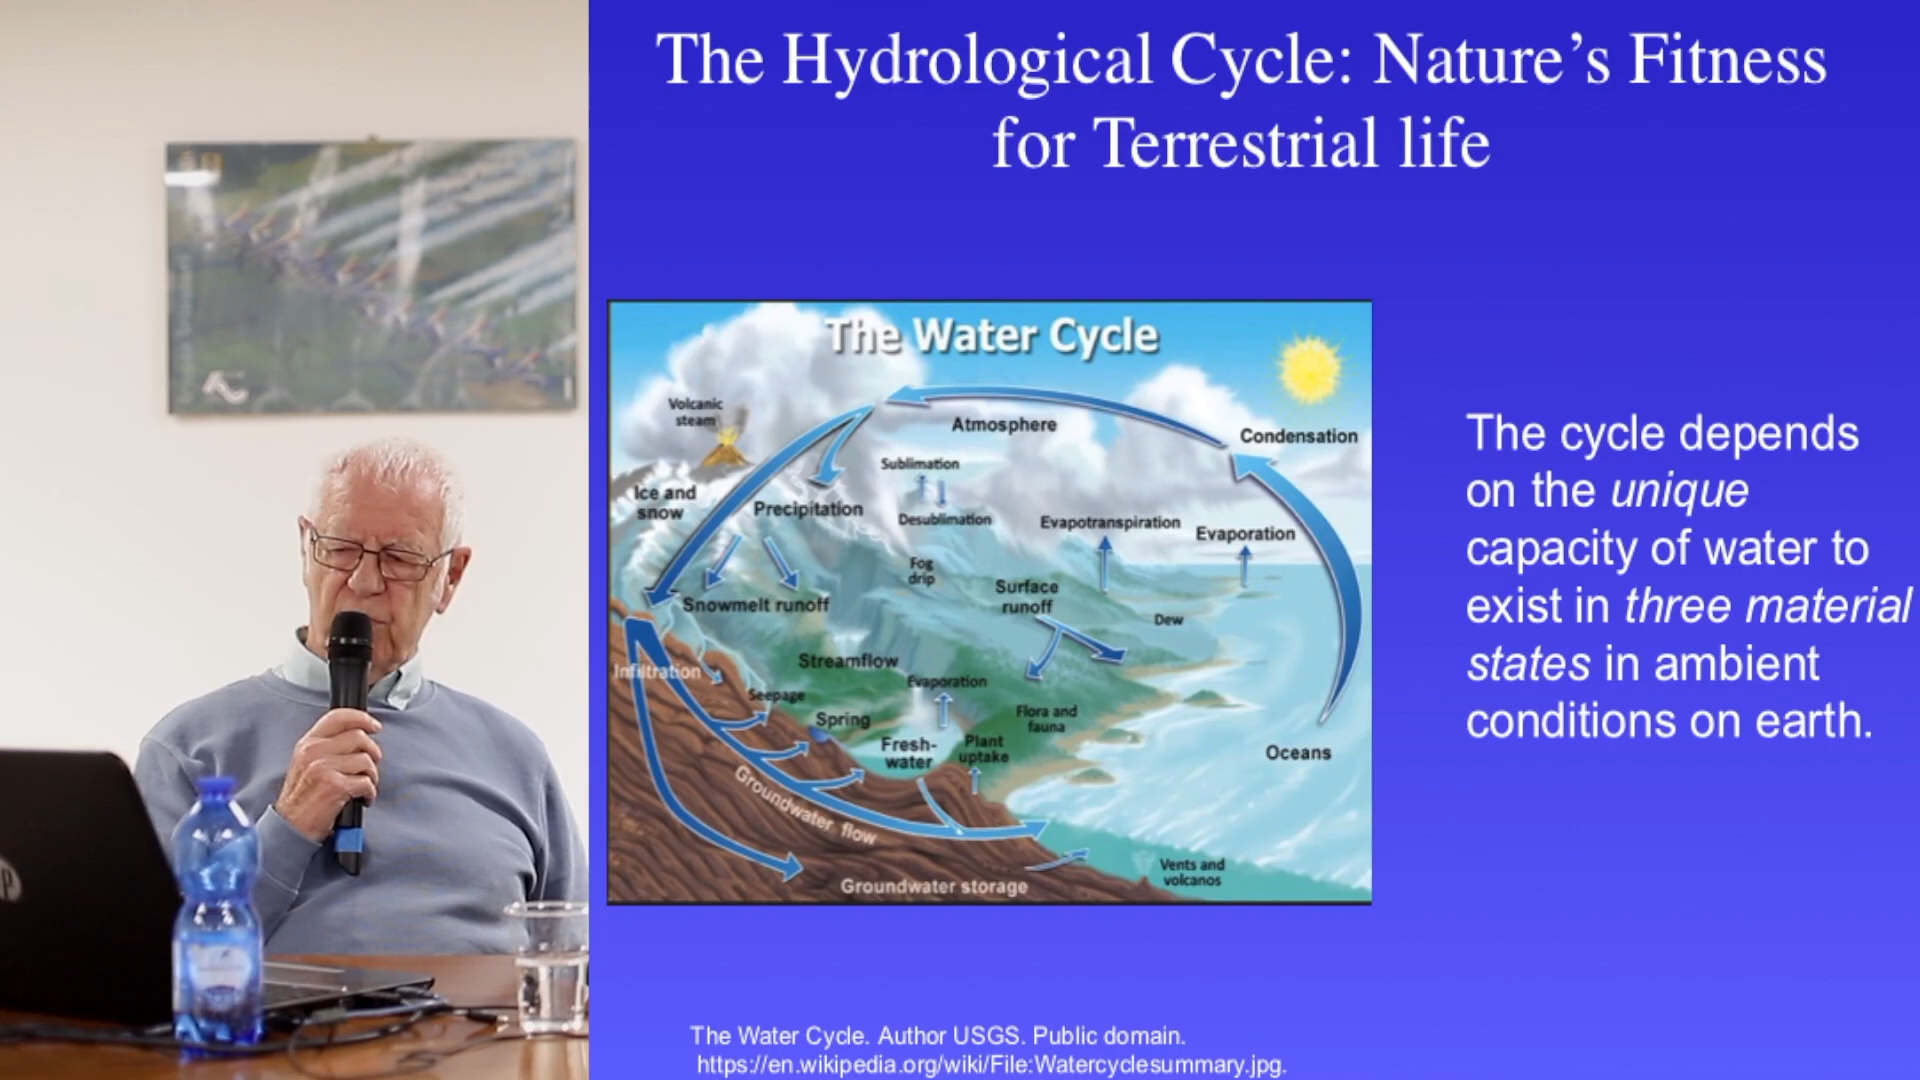 The Hydrological Cycle: Nature’s Fitness
for Terrestrial life
The Water Cycle
Volcanic
steam
Atmosphere
Condensation
Sublimation
Ice and
snow
Precipitation
Desublimation
Evapotranspiration
Evaporation
Fog
drip
Surface
runoff
Snowmelt runoff
Dew
Streamflow
Infiltration
Evaporation
Seepage
Spring
Flora and
fauna
Fresh-
water
Plant
uptake
Oceans
Groundwater flow
Vents and
volcanos
Groundwater storage
The cycle depends
on the unique
capacity of water to
exist in three material
states in ambient
conditions on earth.
The Water Cycle. Author USGS. Public domain.
https://en.wikipedia.org/wiki/File:Watercyclesummary.jpg.